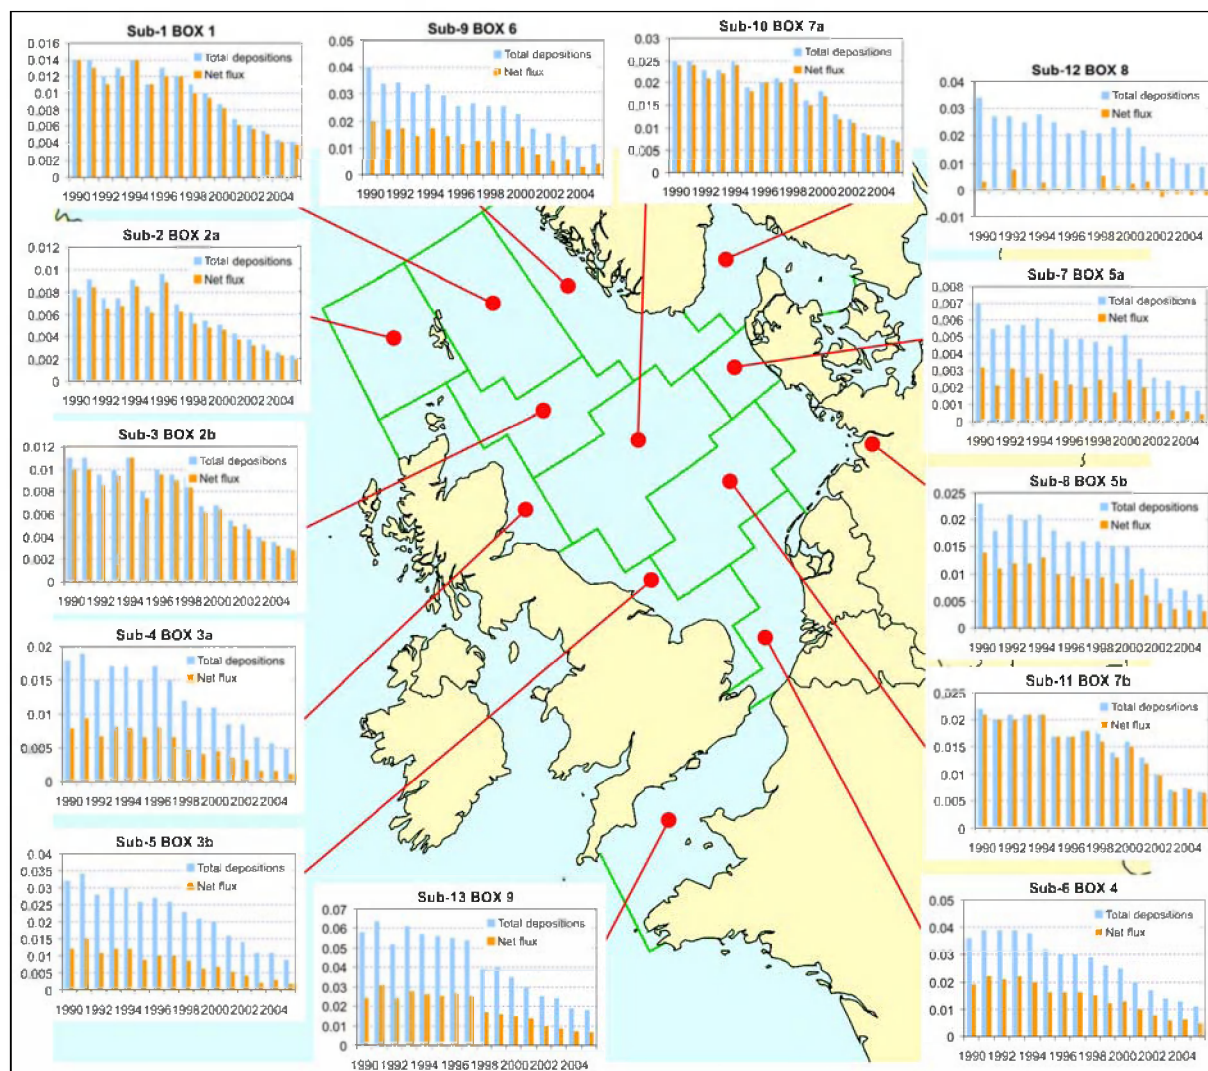 Sub-1 BOX 1
0.016
0.014
0.012
0.01
0.008
0.006
0.004
0.002
0
Total depositions
Net flux
1990 1992 1994 1996 1998 2000 2002 2004
Sub-9 BOX 6
0.05
0.04
0.03
0.02
0.01
0
Total depositions
Net flux
1990 1992 1994 1996 1998 2000 2002 2004
Sub-10 BOX 7a
0.03
0.025
0.02
0.015
0.01
0.005
0
Total depositions
Net flux
1990 1992 1994 1996 1998 2000 2002 2004
Sub-12 BOX 8
0.04
0.03
0.02
0.01
0
-0.01
Total depositions
Net flux
1990 1992 1994 1996 1998 2000 2002 2004
Sub-2 BOX 2a
0.012
0.01
0.008
0.006
0.004
0.002
0
Total depositions
Net flux
1990 1992 1994 1996 1998 2000 2002 2004
Sub-7 BOX 5a
0.008
0.007
0.006
0.005
0.004
0.003
0.002
0.001
0
Total depositions
Net flux
1990 1992 1994 1996 1998 2000 2002 2004
Sub-3 BOX 2b
0.012
0.010
0.008
0.006
0.004
0.002
0
Total depositions
Net flux
1990 1992 1994 1996 1998 2000 2002 2004
Sub-8 BOX 5b
0.025
0.02
0.015
0.01
0.005
0
Total depositions
Net flux
1990 1992 1994 1996 1998 2000 2002 2004
Sub-4 BOX 3a
0.02
0.015
0.01
0.005
0
Total depositions
Net flux
1990 1992 1994 1996 1998 2000 2002 2004
Sub-11 BOX 7b
0.025
0.02
0.015
0.01
0.005
0
Total depositions
Net flux
1990 1992 1994 1996 1998 2000 2002 2004
Sub-5 BOX 3b
0.04
0.035
0.03
0.025
0.02
0.015
0.01
0.005
0
Total depositions
Net flux
1990 1992 1994 1996 1998 2000 2002 2004
Sub-13 BOX 9
0.07
0.06
0.05
0.04
0.03
0.02
0.01
0
Total depositions
Net flux
1990 1992 1994 1996 1998 2000 2002 2004
Sub-6 BOX 4
0.05
0.04
0.03
0.02
0.01
0
Total depositions
Net flux
1990 1992 1994 1996 1998 2000 2002 2004